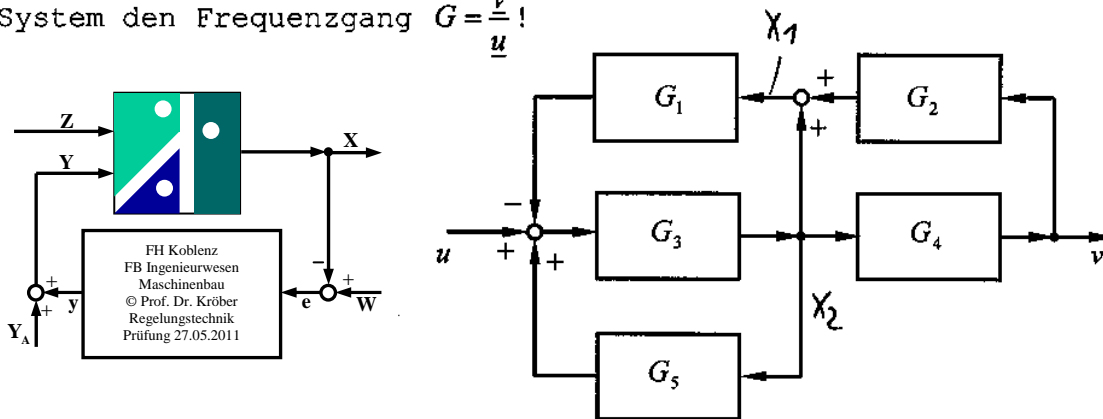 System den Frequenzgang G = v/u !
Z
Y
X
FH Koblenz
FB Ingenieurwesen
Maschinenbau
© Prof. Dr. Kröber
Regelungstechnik
Prüfung 27.05.2011
−
+
+
+
y
e
W
Y_A
X1
+
G₁
G₂
+
−
G₃
G₄
u
+
+
v
X2
G₅